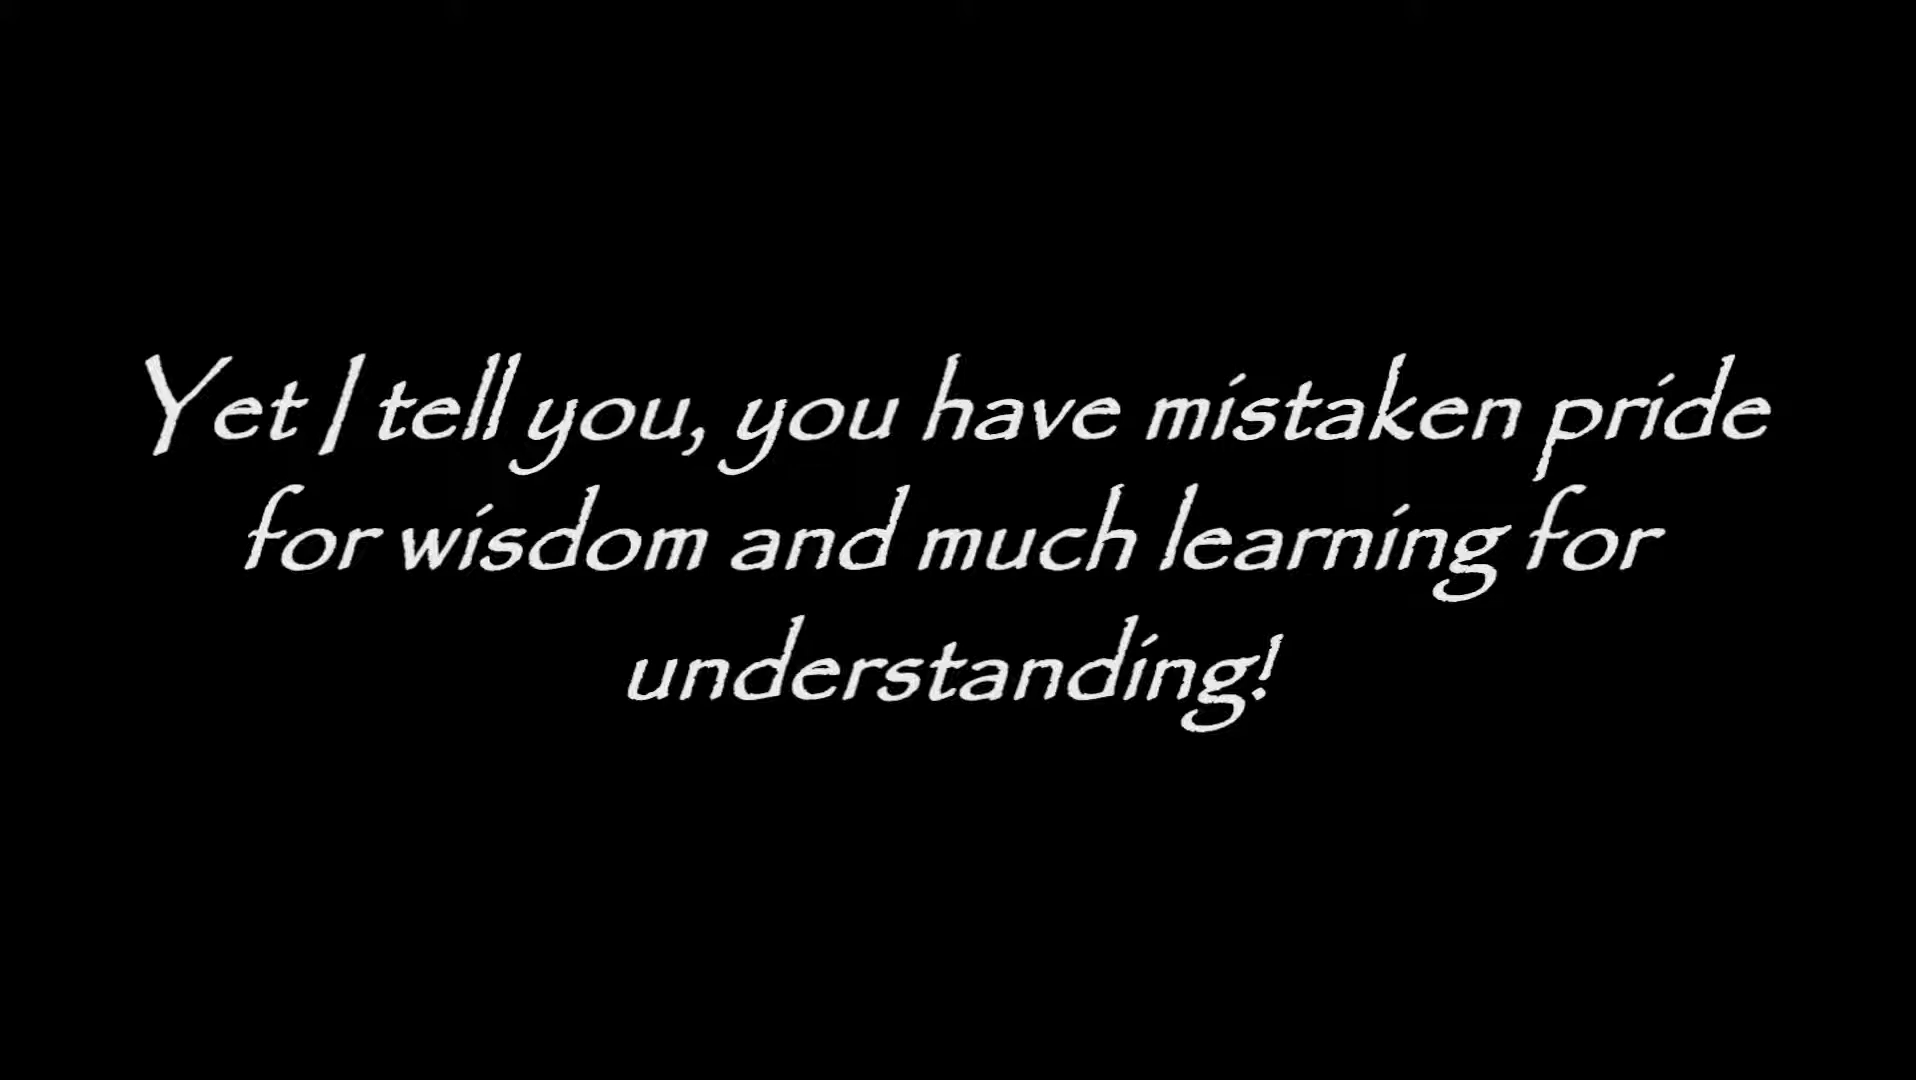 Yet I tell you, you have mistaken pride
for wisdom and much learning for
understanding!